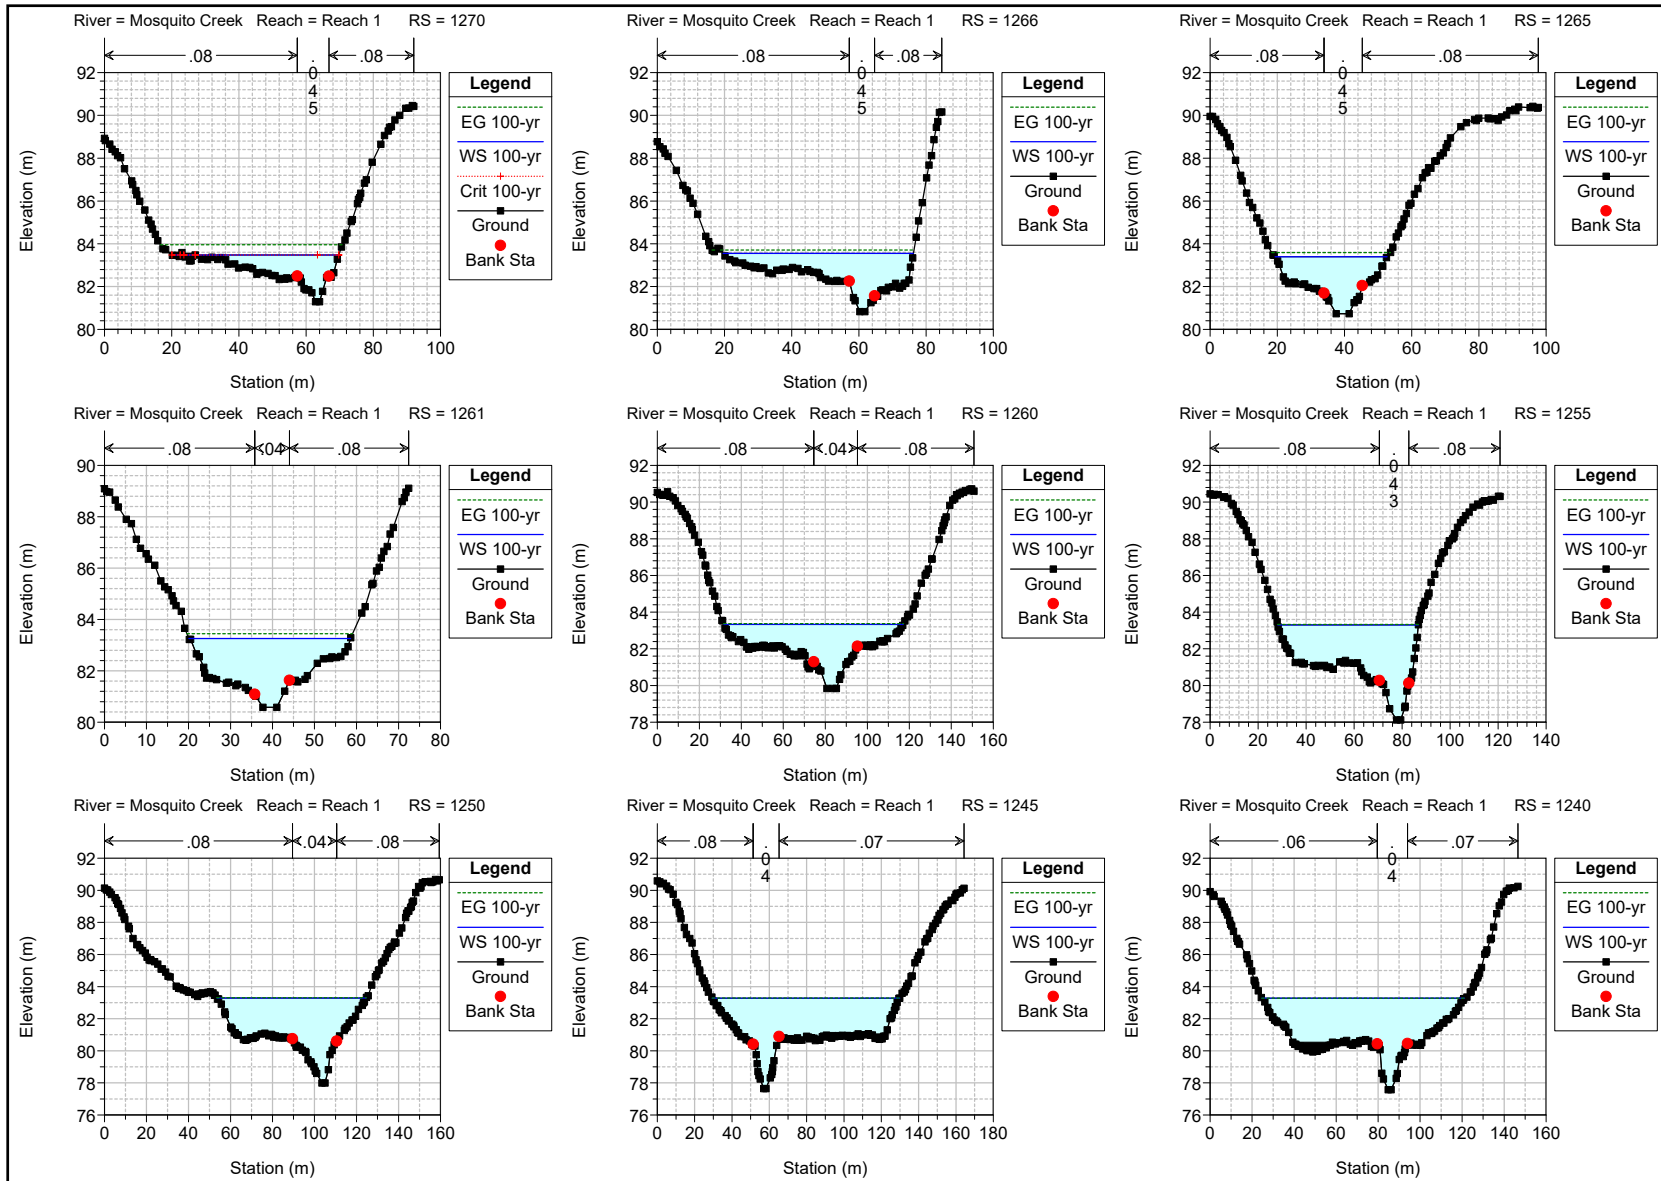 River = Mosquito Creek Reach = Reach 1 RS = 1270
.08 .045 .08
92
90
88
86
84
82
80
0 20 40 60 80 100
Elevation (m)
Station (m)
Legend
EG 100-yr
WS 100-yr
Crit 100-yr
Ground
Bank Sta
River = Mosquito Creek Reach = Reach 1 RS = 1266
.08 .045 .08
92
90
88
86
84
82
80
0 20 40 60 80 100
Elevation (m)
Station (m)
Legend
EG 100-yr
WS 100-yr
Ground
Bank Sta
River = Mosquito Creek Reach = Reach 1 RS = 1265
.08 .045 .08
92
90
88
86
84
82
80
0 20 40 60 80 100
Elevation (m)
Station (m)
Legend
EG 100-yr
WS 100-yr
Ground
Bank Sta
River = Mosquito Creek Reach = Reach 1 RS = 1261
.08 .04 .08
90
88
86
84
82
80
0 10 20 30 40 50 60 70 80
Elevation (m)
Station (m)
Legend
EG 100-yr
WS 100-yr
Ground
Bank Sta
River = Mosquito Creek Reach = Reach 1 RS = 1260
.08 .04 .08
92
90
88
86
84
82
80
78
0 20 40 60 80 100 120 140 160
Elevation (m)
Station (m)
Legend
EG 100-yr
WS 100-yr
Ground
Bank Sta
River = Mosquito Creek Reach = Reach 1 RS = 1255
.08 .043 .08
92
90
88
86
84
82
80
78
0 20 40 60 80 100 120 140
Elevation (m)
Station (m)
Legend
EG 100-yr
WS 100-yr
Ground
Bank Sta
River = Mosquito Creek Reach = Reach 1 RS = 1250
.08 .04 .08
92
90
88
86
84
82
80
78
76
0 20 40 60 80 100 120 140 160
Elevation (m)
Station (m)
Legend
EG 100-yr
WS 100-yr
Ground
Bank Sta
River = Mosquito Creek Reach = Reach 1 RS = 1245
.08 .04 .07
92
90
88
86
84
82
80
78
76
0 20 40 60 80 100 120 140 160 180
Elevation (m)
Station (m)
Legend
EG 100-yr
WS 100-yr
Ground
Bank Sta
River = Mosquito Creek Reach = Reach 1 RS = 1240
.06 .04 .07
92
90
88
86
84
82
80
78
76
0 20 40 60 80 100 120 140 160
Elevation (m)
Station (m)
Legend
EG 100-yr
WS 100-yr
Ground
Bank Sta